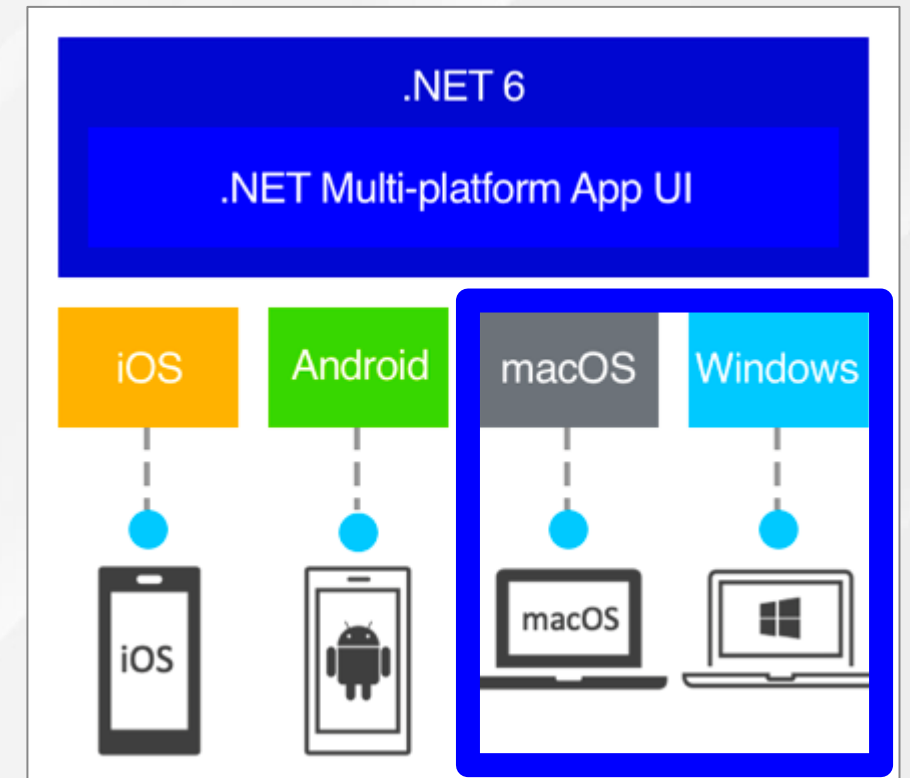 .NET 6
.NET Multi-platform App UI
iOS Android macOS Windows
iOS macOS